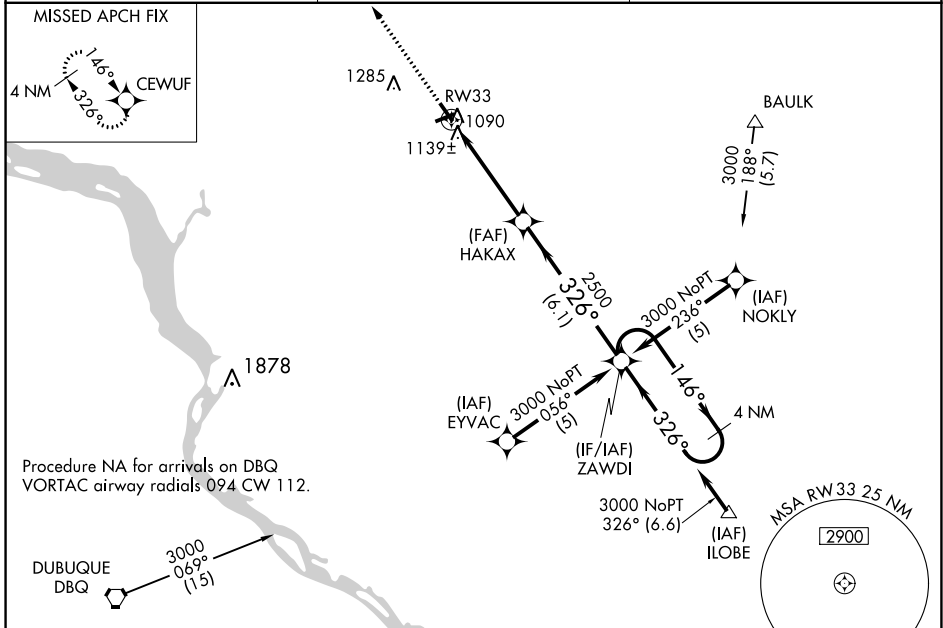 MISSED APCH FIX
146°
CEWUF
4 NM
326°
1285
RW33
1090
1139±
BAULK
3000
188°
(5.7)
(FAF)
HAKAX
2500
326°
(6.1)
3000 NoPT
236°
(5)
(IAF)
NOKLY
1878
(IAF)
EYVAC
3000 NoPT
056°
(5)
146°
326°
4 NM
(IF/IAF)
ZAWDI
Procedure NA for arrivals on DBQ
VORTAC airway radials 094 CW 112.
3000 NoPT
326° (6.6)
(IAF)
ILOBE
MSA RW33 25 NM
2900
DUBUQUE
DBQ
3000
069°
(15)